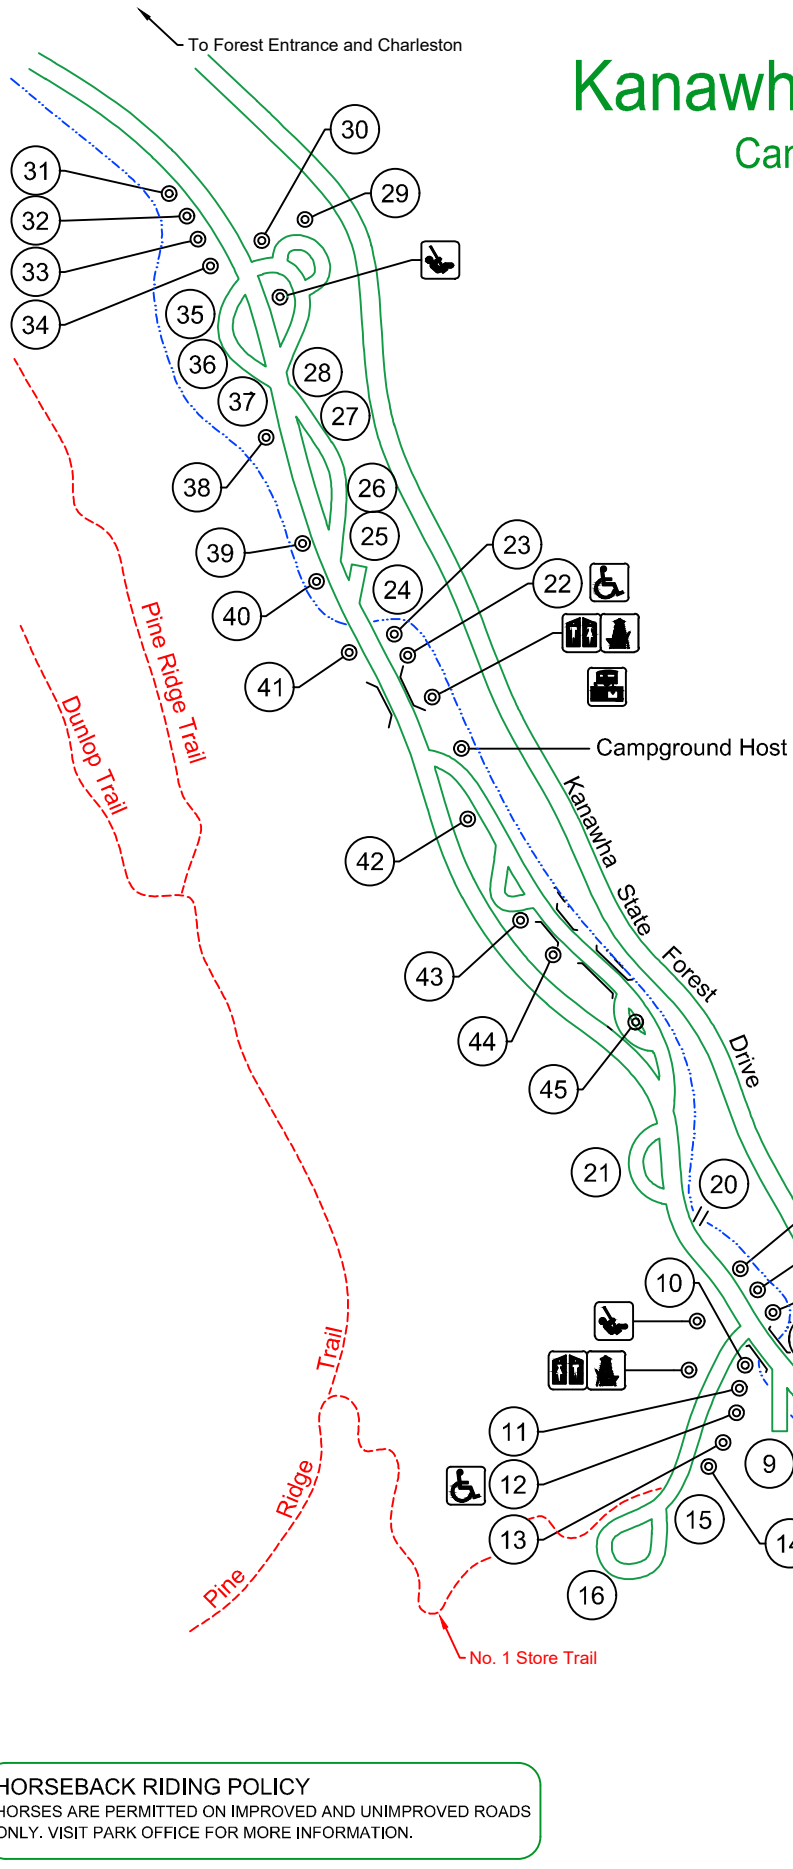 To Forest Entrance and Charleston
Kanawh
Can
30
31
29
32
33
34
35
36
28
37
27
38
26
25
39
23
22
24
40
41
Pine Ridge Trail
Dunlop Trail
Campground Host
Kanawha State Forest Drive
42
43
44
45
21
20
10
Trail
11
9
12
Ridge
15
13
14
16
Pine
No. 1 Store Trail
HORSEBACK RIDING POLICY
HORSES ARE PERMITTED ON IMPROVED AND UNIMPROVED ROADS
ONLY. VISIT PARK OFFICE FOR MORE INFORMATION.